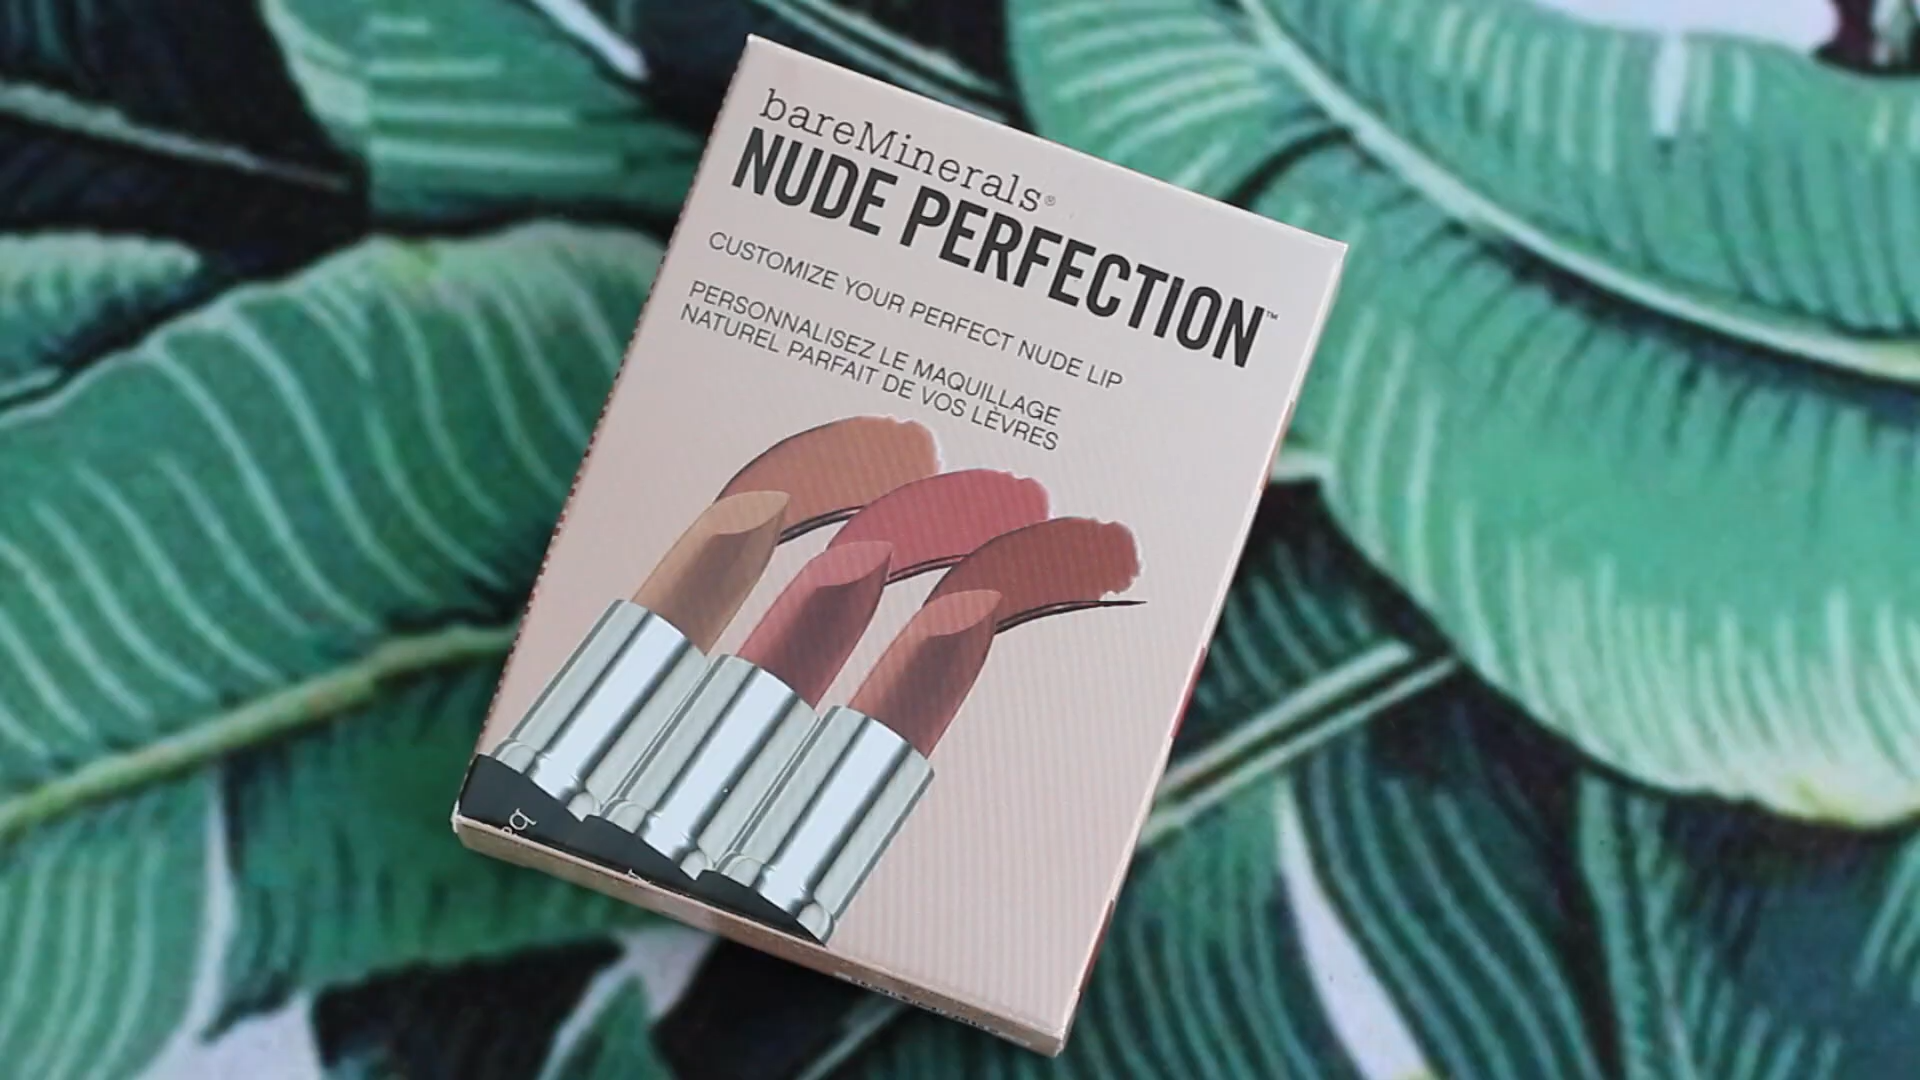 bareMinerals®
NUDE PERFECTION™
CUSTOMIZE YOUR PERFECT NUDE LIP
PERSONNALISEZ LE MAQUILLAGE
NATUREL PARFAIT DE VOS LÈVRES